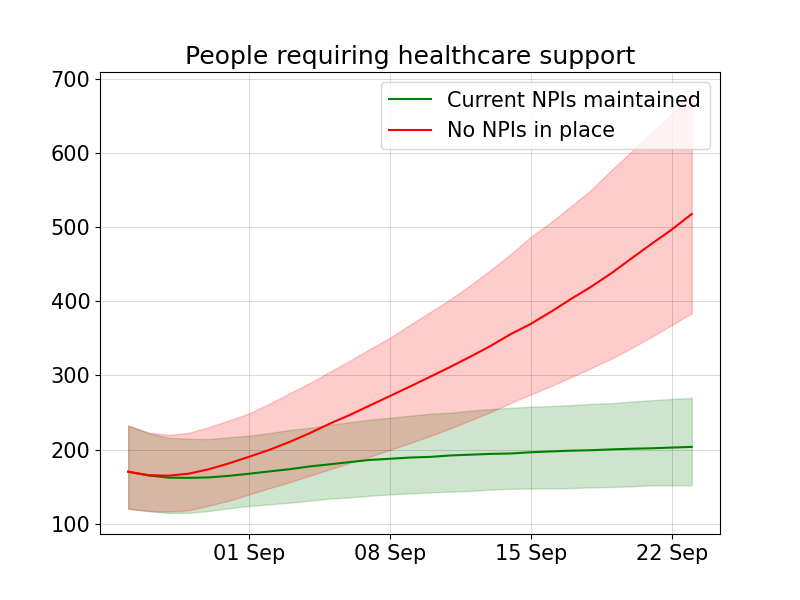 People requiring healthcare support
Current NPIs maintained
No NPIs in place
700
600
500
400
300
200
100
01 Sep
08 Sep
15 Sep
22 Sep